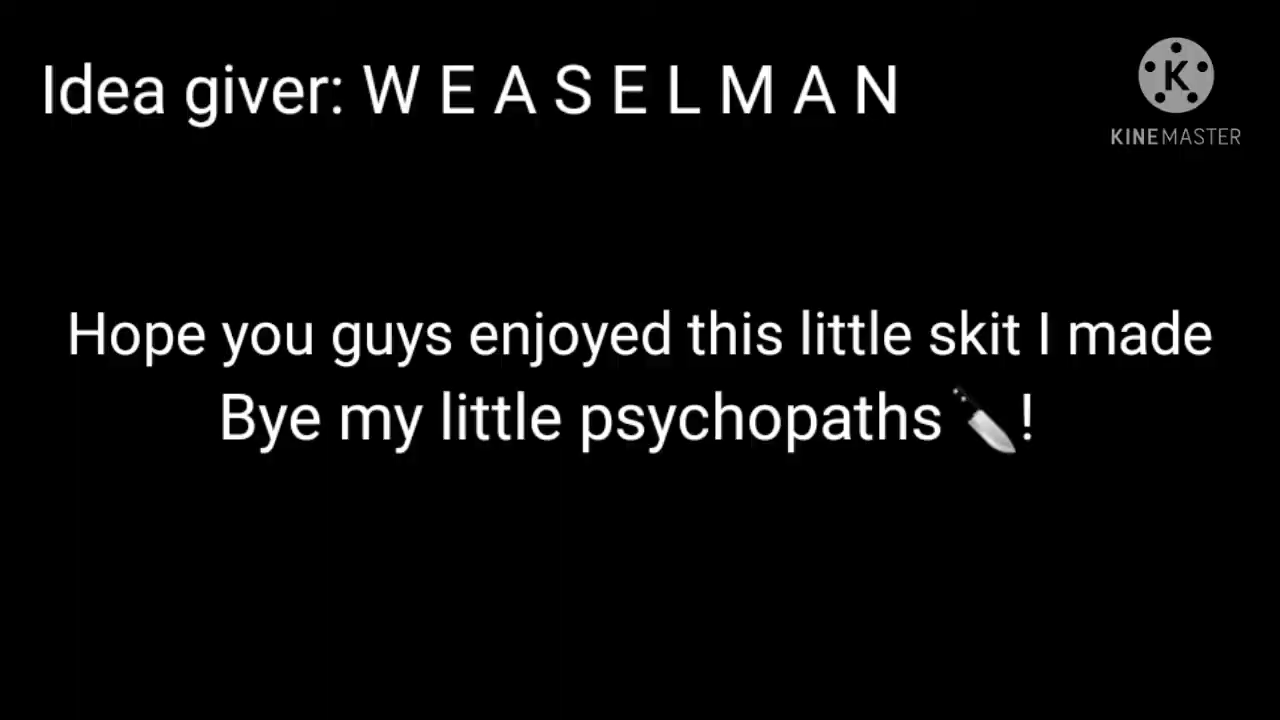 Idea giver: W E A S E L M A N
K
KINEMASTER
Hope you guys enjoyed this little skit I made
Bye my little psychopaths🔪!